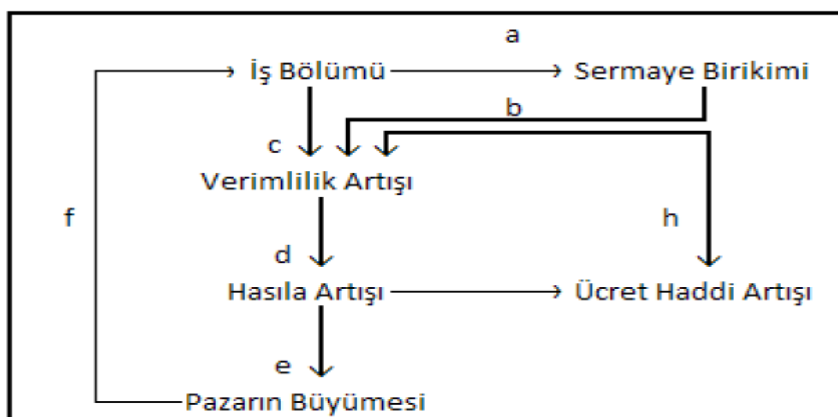 a
İş Bölümü Sermaye Birikimi
b
c
Verimlilik Artışı
f h
d
Hasıla Artışı Ücret Haddi Artışı
e
Pazarın Büyümesi